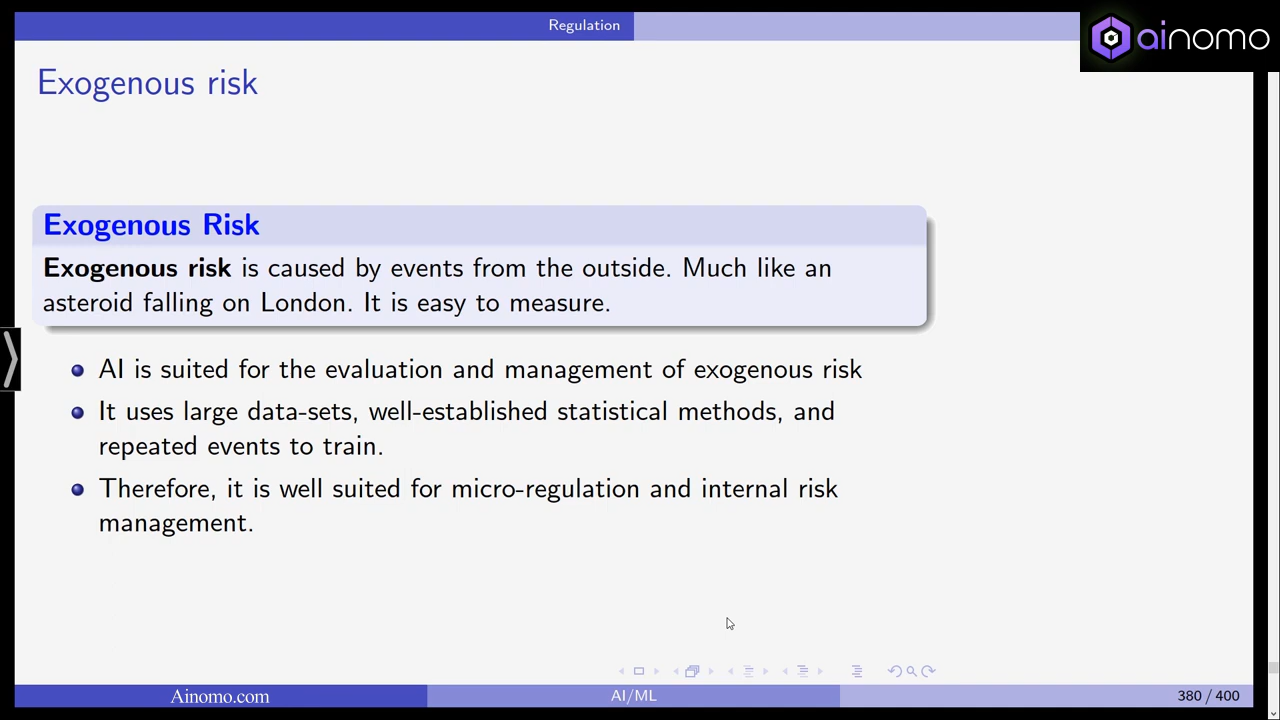 Regulation
ainomo
Exogenous risk
Exogenous Risk
Exogenous risk is caused by events from the outside. Much like an
asteroid falling on London. It is easy to measure.
AI is suited for the evaluation and management of exogenous risk
It uses large data-sets, well-established statistical methods, and
repeated events to train.
Therefore, it is well suited for micro-regulation and internal risk
management.
Ainomo.com
AI/ML
380 / 400